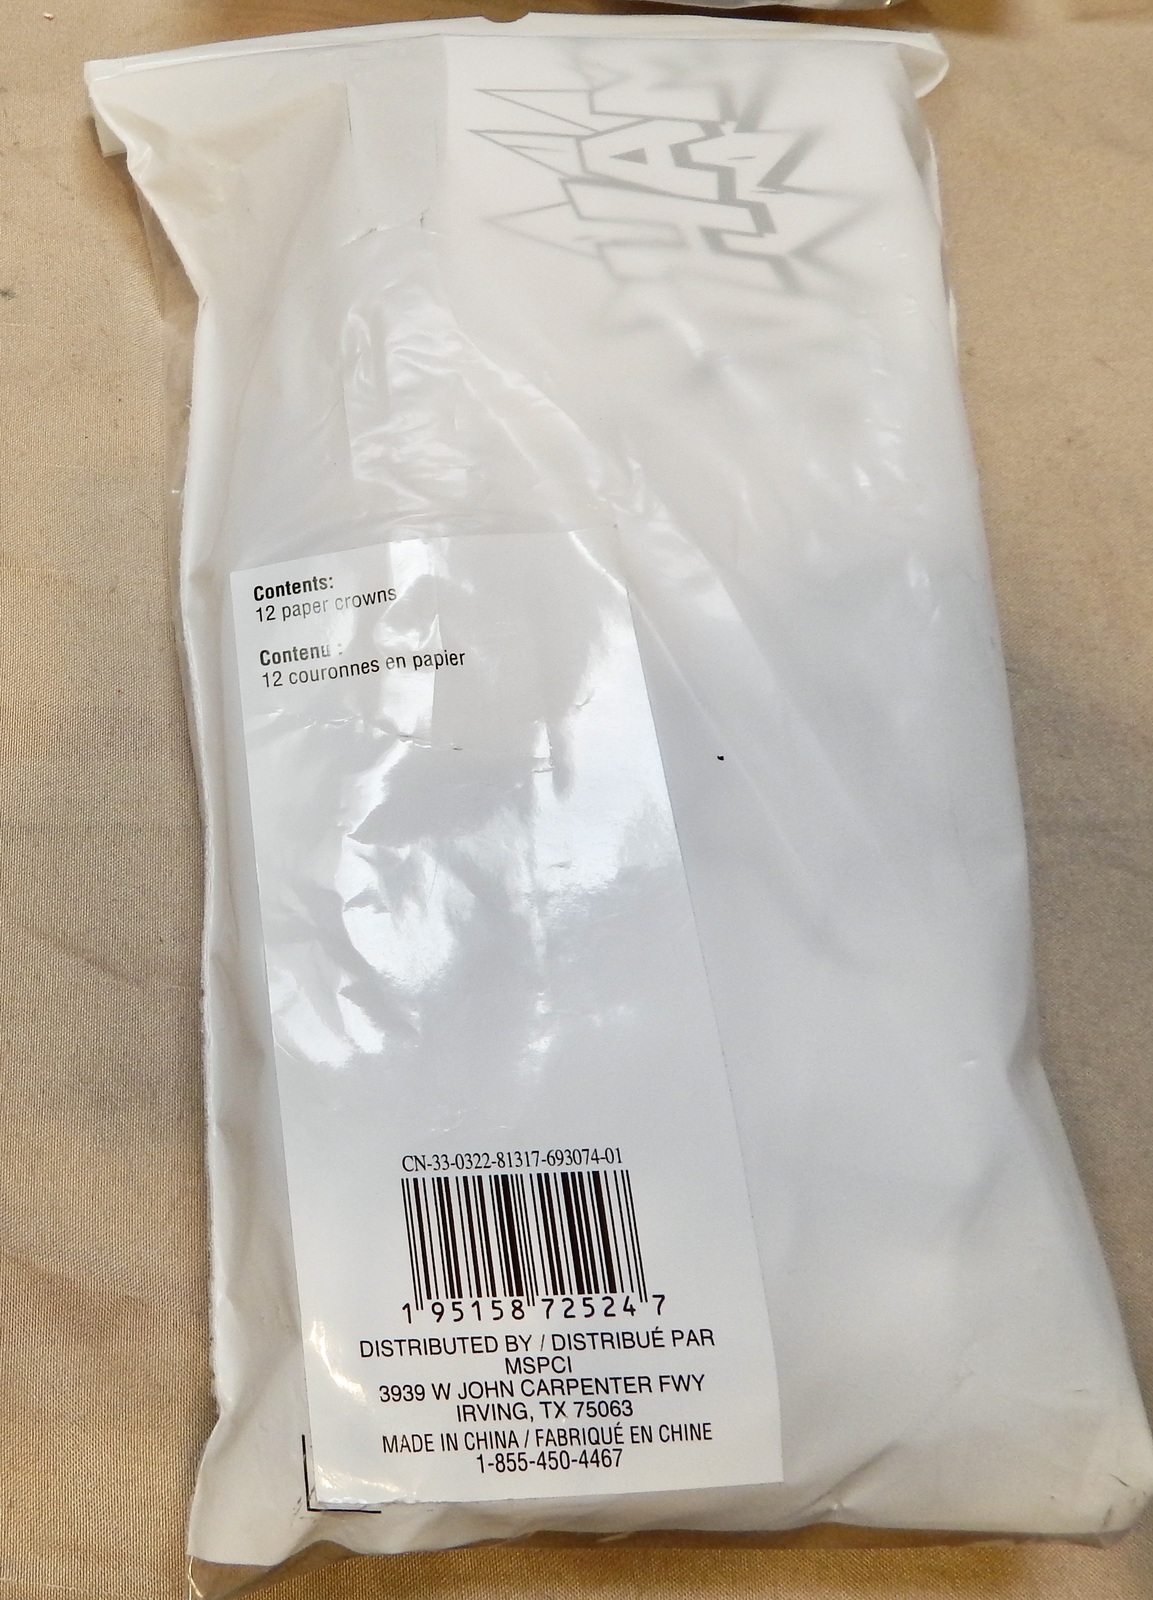 Contents:
12 paper crowns
Contenu :
12 couronnes en papier
CN-33-0322-81317-693074-01
1 95158 72524 7
DISTRIBUTED BY / DISTRIBUÉ PAR
MSPCI
3939 W JOHN CARPENTER FWY
IRVING, TX 75063
MADE IN CHINA / FABRIQUÉ EN CHINE
1-855-450-4467